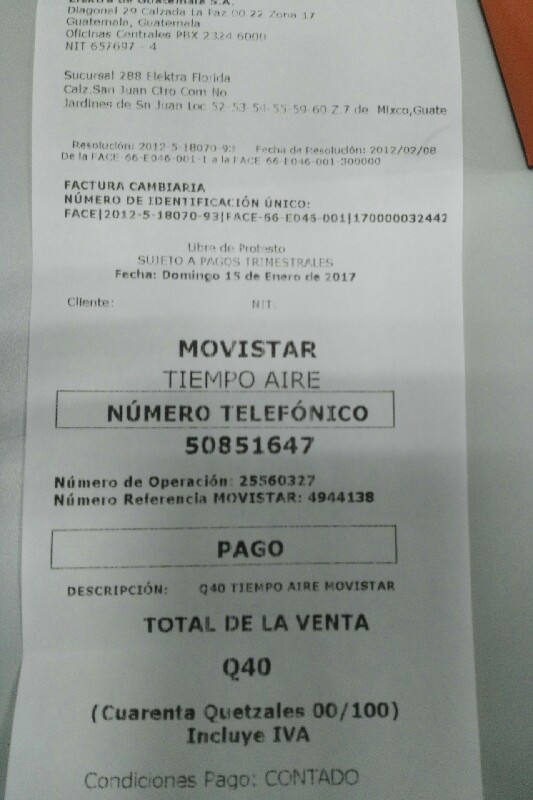 Elektra de Guatemala S.A.
Diagonal 29 Calzada La Paz 00 22 Zona 17
Guatemala, Guatemala
Oficinas Centrales PBX 2324 6000
NIT 657697 - 4
Sucursal 288 Elektra Florida
Calz.San Juan Ctro Com No
Jardines de Sn Juan Loc 52-53-54-55-59-60 Z.7 de Mixco,Guate
Resolución: 2012-5-18070-93 Fecha de Resolución: 2012/02/08
De la FACE-66-E046-001-1 a la FACE-66-E046-001-300000
FACTURA CAMBIARIA
NÚMERO DE IDENTIFICACIÓN ÚNICO:
FACE|2012-5-18070-93|FACE-66-E046-001|170000032442
Libre de Protesto
SUJETO A PAGOS TRIMESTRALES
Fecha: Domingo 15 de Enero de 2017
Cliente: NIT:
MOVISTAR
TIEMPO AIRE
NÚMERO TELEFÓNICO
50851647
Número de Operación: 25560327
Número Referencia MOVISTAR: 4944138
PAGO
DESCRIPCIÓN: Q40 TIEMPO AIRE MOVISTAR
TOTAL DE LA VENTA
Q40
(Cuarenta Quetzales 00/100)
Incluye IVA
Condiciones Pago: CONTADO